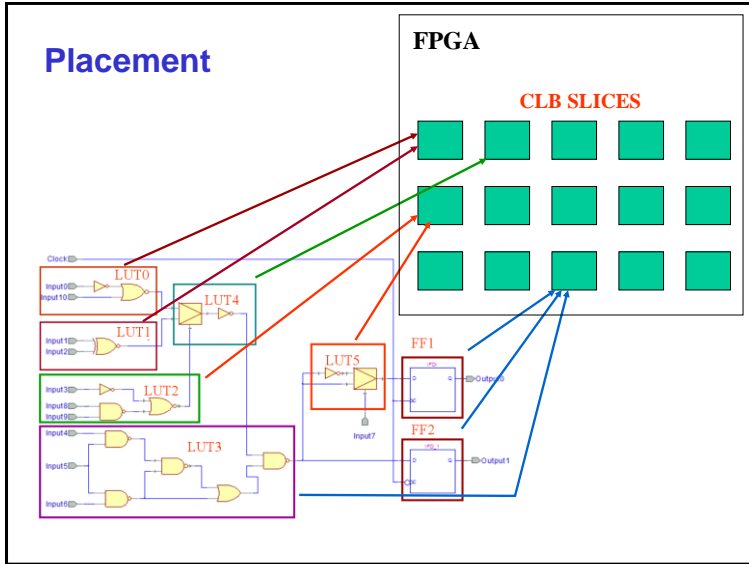 Placement
FPGA
CLB SLICES
Clock
LUT0
Input0
Input10
LUT4
LUT1
Input1
Input2
LUT2
Input3
Input8
Input9
LUT5
Input7
FF1
D
G
Output0
FF2
D
G
Output1
LUT3
Input4
Input5
Input6